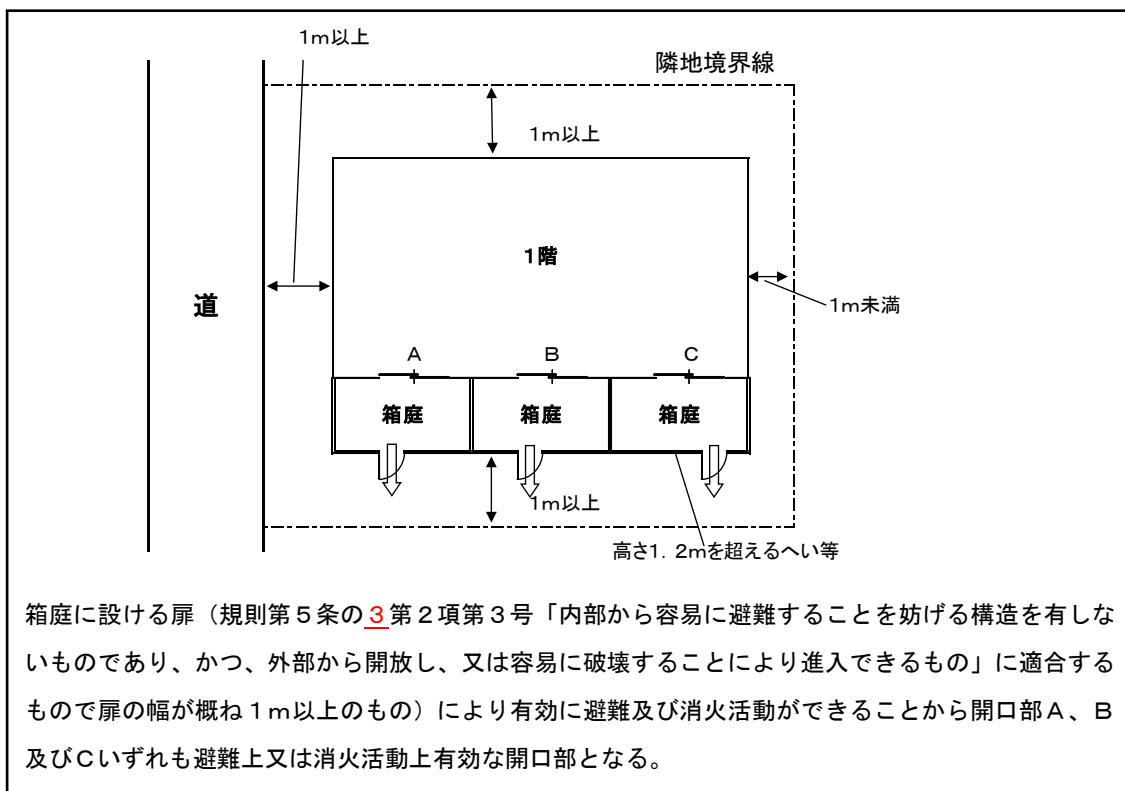 1m以上
隣地境界線
1m以上
1階
道
1m未満
A B C
箱庭 箱庭 箱庭
1m以上
高さ1．2mを超えるへい等
箱庭に設ける扉（規則第５条の３第２項第３号「内部から容易に避難することを妨げる構造を有しな
いものであり、かつ、外部から開放し、又は容易に破壊することにより進入できるもの」に適合する
もので扉の幅が概ね１ｍ以上のもの）により有効に避難及び消火活動ができることから開口部Ａ、Ｂ
及びＣいずれも避難上又は消火活動上有効な開口部となる。